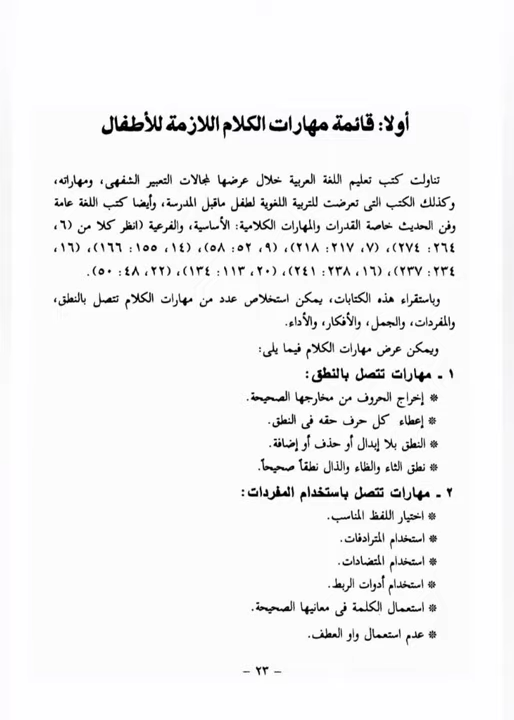 أولا: قائمة مهارات الكلام اللازمة للأطفال
تناولت كتب تعليم اللغة العربية خلال عرضها لمجالات التعبير الشفهى، ومهاراته،
وكذلك الكتب التى تعرضت للتربية اللغوية لطفل ماقبل المدرسة، وأيضا كتب اللغة عامة
وفن الحديث خاصة القدرات والمهارات الكلامية: الأساسية، والفرعية (انظر كلا من (٦،
٢٦٤: ٢٧٤)، (٧، ٢١٧: ٢١٨)، (٩، ٥٢: ٥٨)، (١٤، ١٥٥: ١٦٦)، (١٦،
٢٣٤: ٢٣٧)، (١٦، ٢٣٨: ٢٤١)، (٢٠، ١١٣: ١٣٤)، (٢٢، ٤٨: ٥٠).
وباستقراء هذه الكتابات، يمكن استخلاص عدد من مهارات الكلام تتصل بالنطق،
والمفردات، والجمل، والأفكار، والأداء.
ويمكن عرض مهارات الكلام فيما يلى:
١ ـ مهارات تتصل بالنطق:
* إخراج الحروف من مخارجها الصحيحة.
* إعطاء كل حرف حقه فى النطق.
* النطق بلا إبدال أو حذف أو إضافة.
* نطق الثاء والظاء والذال نطقاً صحيحاً.
٢ ـ مهارات تتصل باستخدام المفردات:
* اختيار اللفظ المناسب.
* استخدام المترادفات.
* استخدام المتضادات.
* استخدام أدوات الربط.
* استعمال الكلمة فى معانيها الصحيحة.
* عدم استعمال واو العطف.
– ٢٣ –